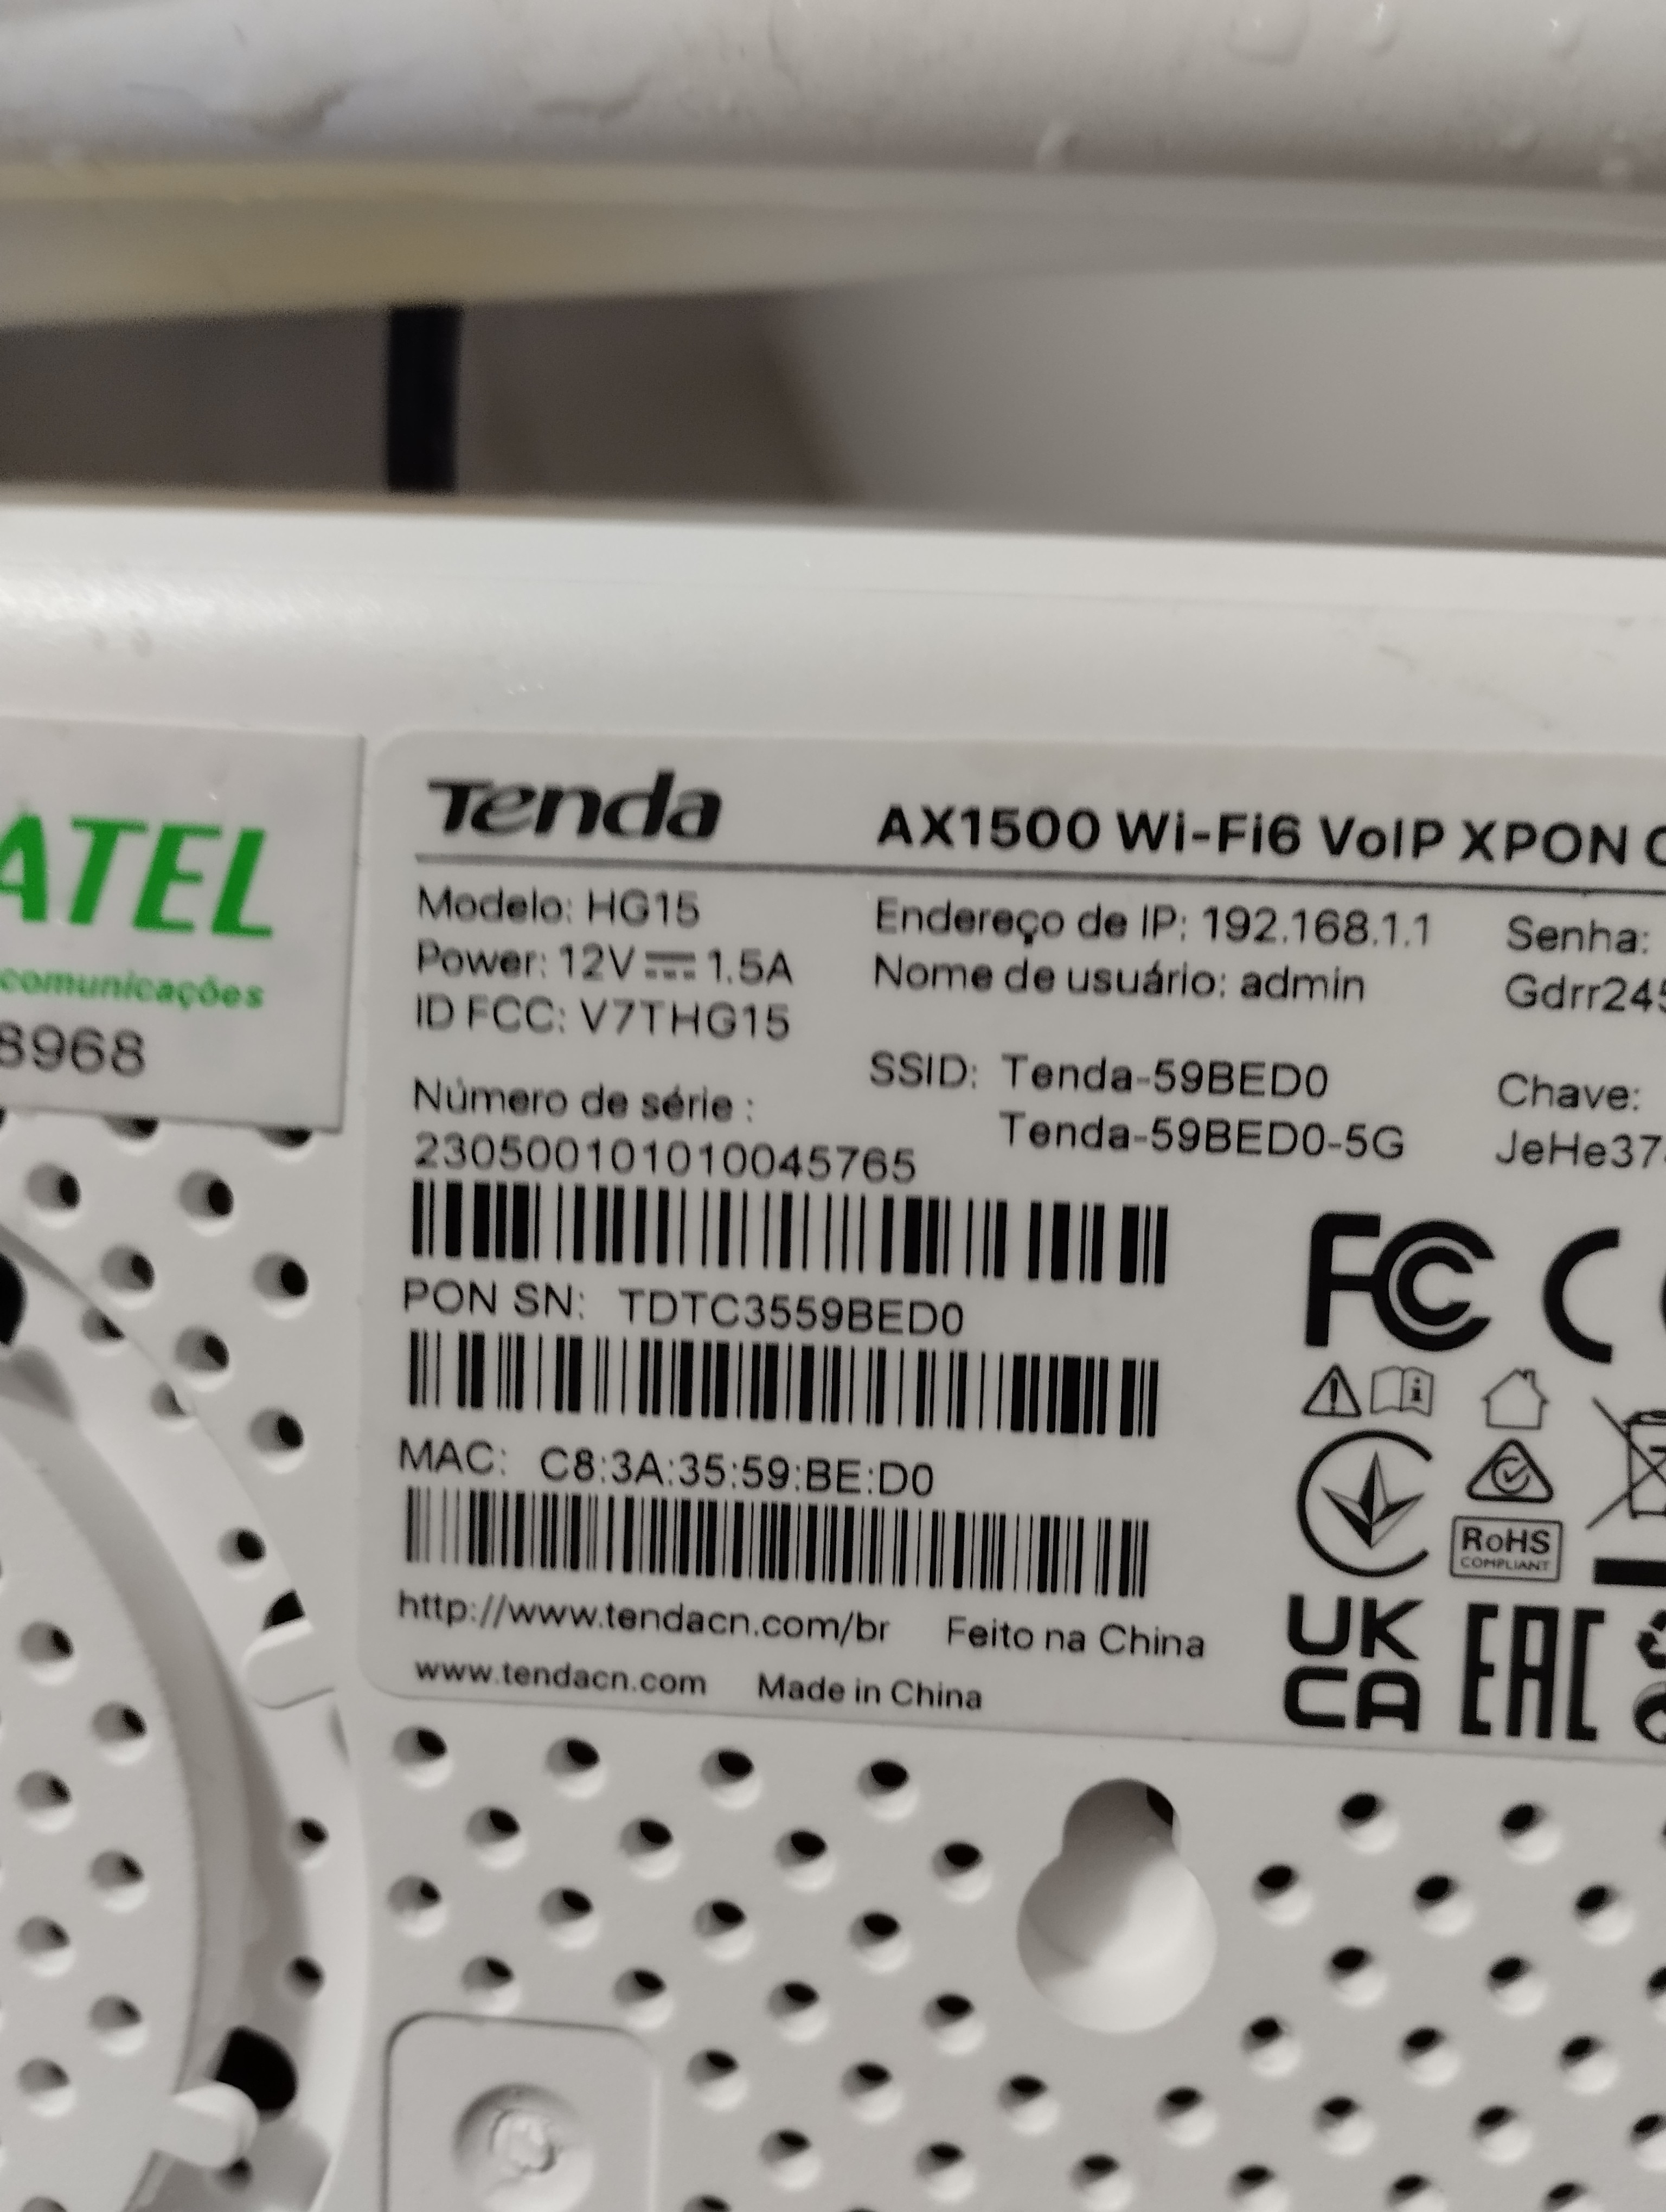 ATEL
comunicações
8968
Tenda
AX1500 Wi-Fi6 VoIP XPON
Modelo: HG15
Power: 12V⎓1.5A
ID FCC: V7THG15
Número de série :
230500101010045765
Endereço de IP: 192.168.1.1
Nome de usuário: admin
SSID: Tenda-59BED0
Tenda-59BED0-5G
Senha:
Gdrr245
Chave:
JeHe37
PON SN: TDTC3559BED0
MAC: C8:3A:35:59:BE:D0
http://www.tendacn.com/br Feito na China
www.tendacn.com Made in China
FC
RoHS
COMPLIANT
UK
CA
EAC